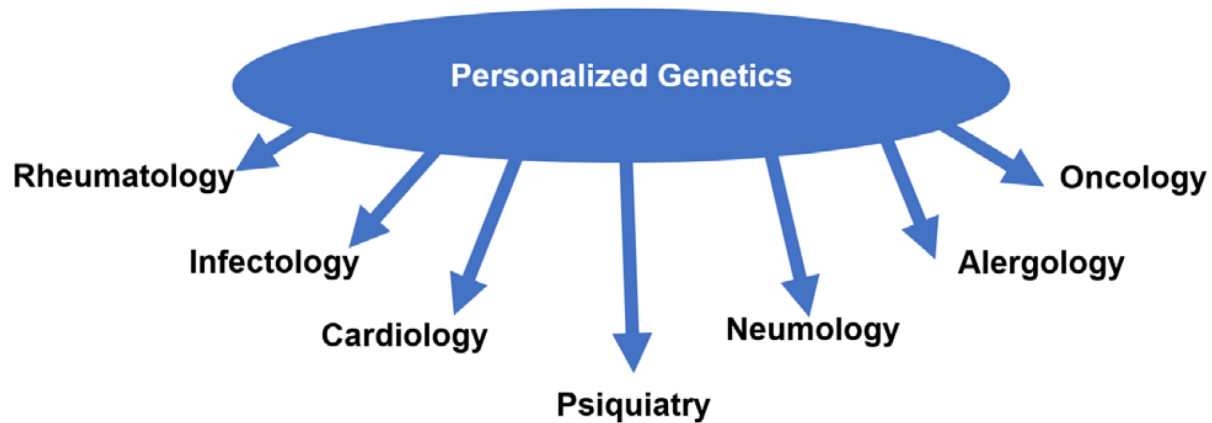 Personalized Genetics
Rheumatology
Oncology
Infectology
Alergology
Cardiology
Neumology
Psiquiatry